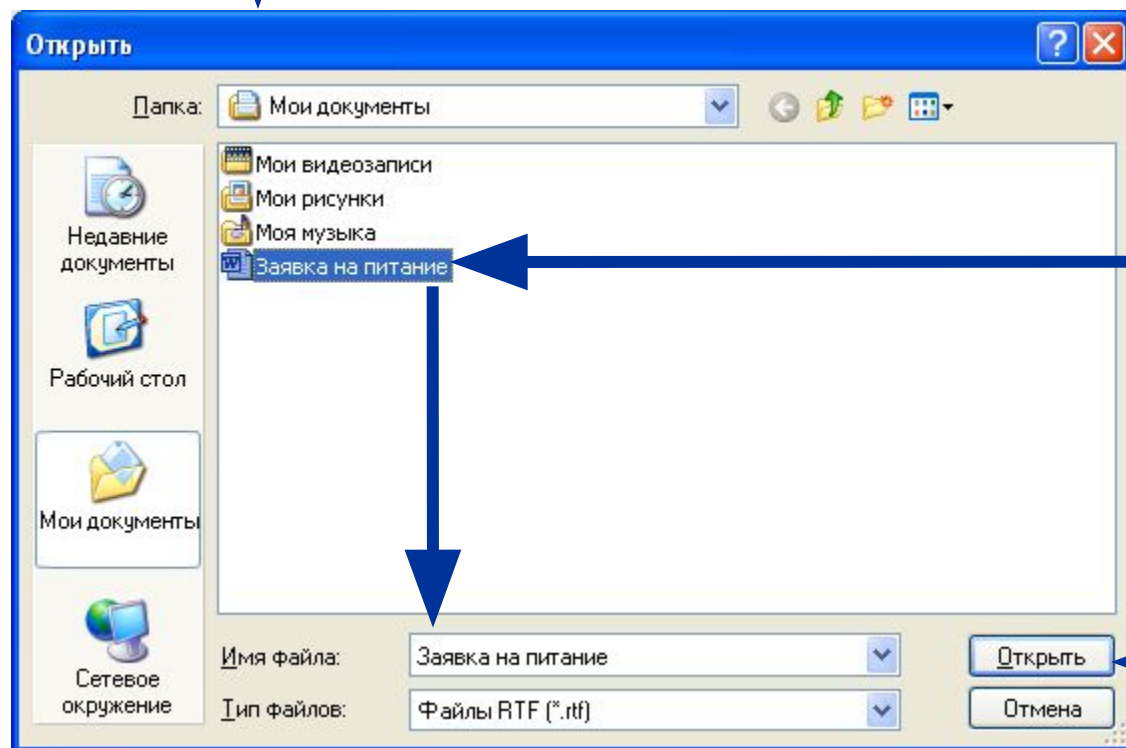 Открыть
Папка:
Мои документы
Мои видеозаписи
Мои рисунки
Моя музыка
Заявка на питание
Недавние
документы
Рабочий стол
Мои документы
Сетевое
окружение
Имя файла:
Заявка на питание
Открыть
Тип файлов:
Файлы RTF (*.rtf)
Отмена